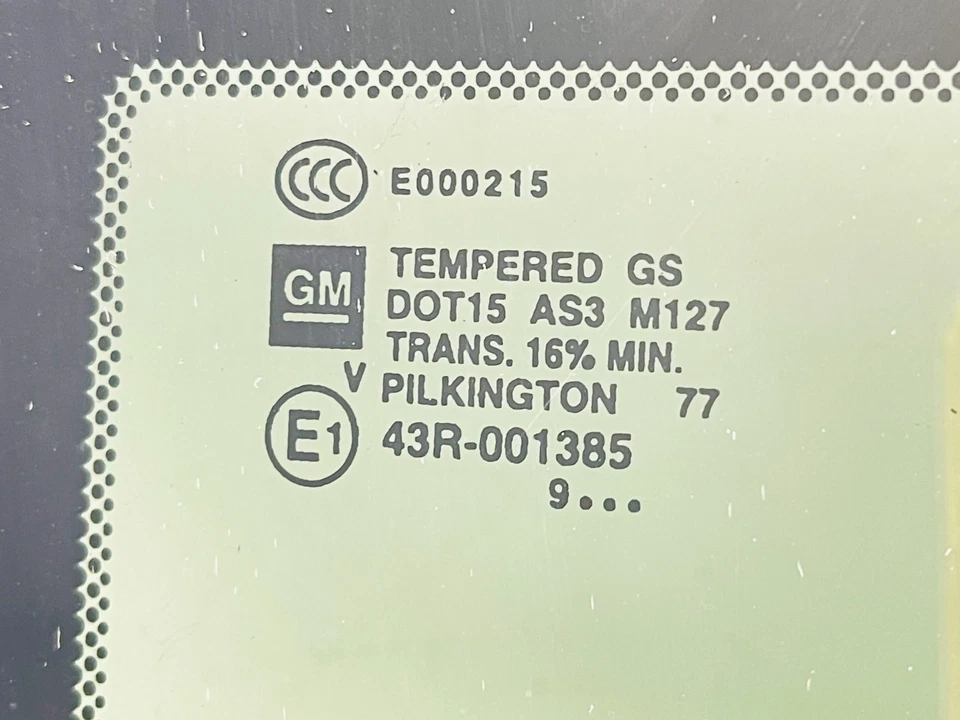 CCC E000215
GM
TEMPERED GS
DOT15 AS3 M127
TRANS. 16% MIN.
V PILKINGTON 77
E1 43R-001385
9...